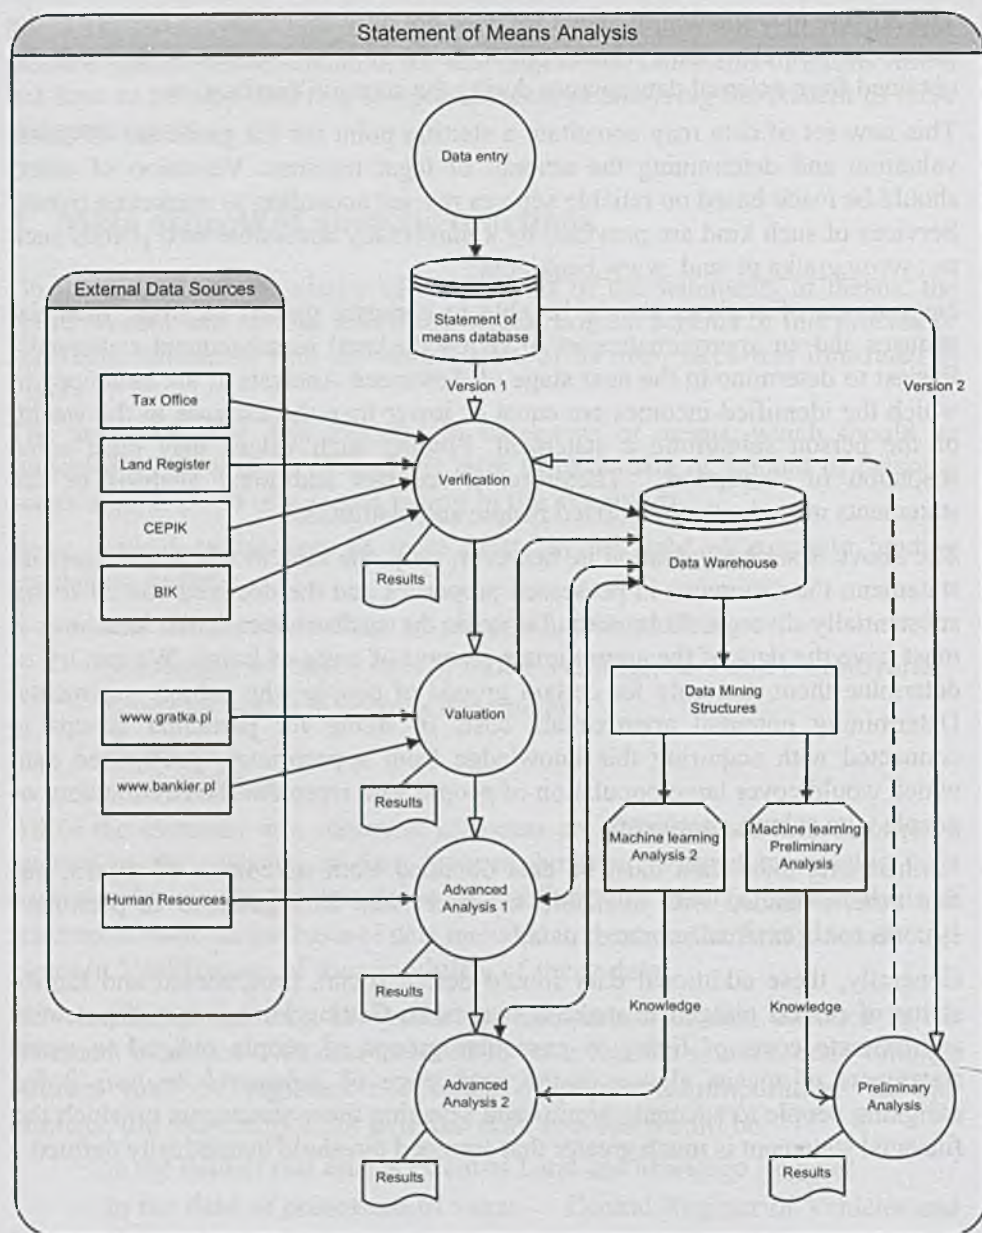 Statement of Means Analysis
Data entry
External Data Sources
Statement of
means database
Version 1
Version 2
Tax Office
Land Register
Verification
CEPIK
Results
Data Warehouse
BIK
Data Mining
Structures
www.gratka.pl
Valuation
www.bankier.pl
Results
Machine learning
Analysis 2
Machine learning
Preliminary
Analysis
Human Resources
Advanced
Analysis 1
Results
Knowledge
Knowledge
Advanced
Analysis 2
Preliminary
Analysis
Results
Results